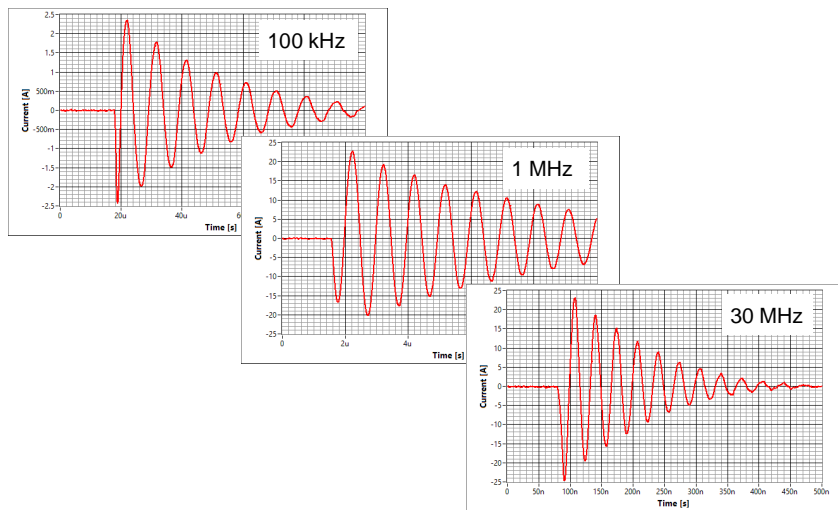 100 kHz
Current [A]
2.5
2
1.5
1
500m
0
-500m
-1
-1.5
-2
-2.5
0
20u
40u
6
Time [s]
1 MHz
Current [A]
25
20
15
10
5
0
-5
-10
-15
-20
-25
0
2u
4u
Time [s]
30 MHz
Current [A]
25
20
15
10
5
0
-5
-10
-15
-20
-25
0
50n
100n
150n
200n
250n
300n
350n
400n
450n
500n
Time [s]